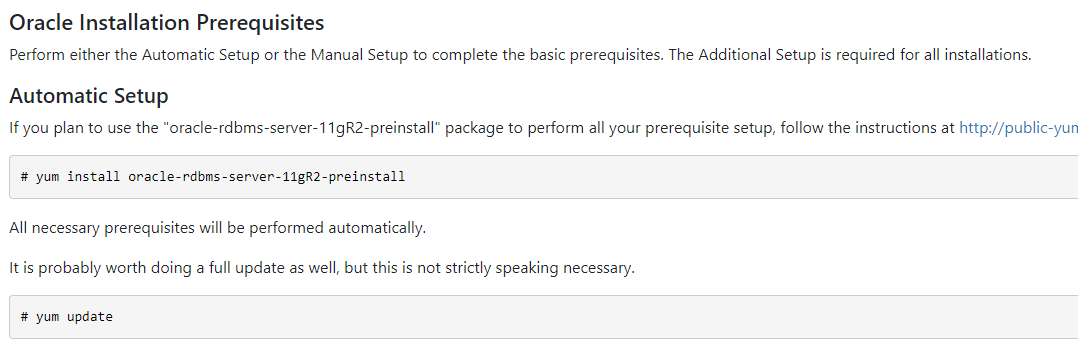 Oracle Installation Prerequisites
Perform either the Automatic Setup or the Manual Setup to complete the basic prerequisites. The Additional Setup is required for all installations.
Automatic Setup
If you plan to use the "oracle-rdbms-server-11gR2-preinstall" package to perform all your prerequisite setup, follow the instructions at http://public-yum
# yum install oracle-rdbms-server-11gR2-preinstall
All necessary prerequisites will be performed automatically.
It is probably worth doing a full update as well, but this is not strictly speaking necessary.
# yum update